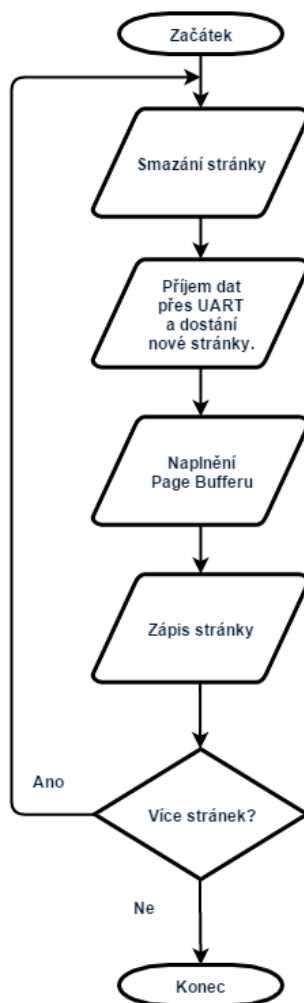 Začátek
Smazání stránky
Příjem dat
přes UART
a dostání
nové stránky.
Naplnění
Page Bufferu
Zápis stránky
Více stránek?
Ano
Ne
Konec